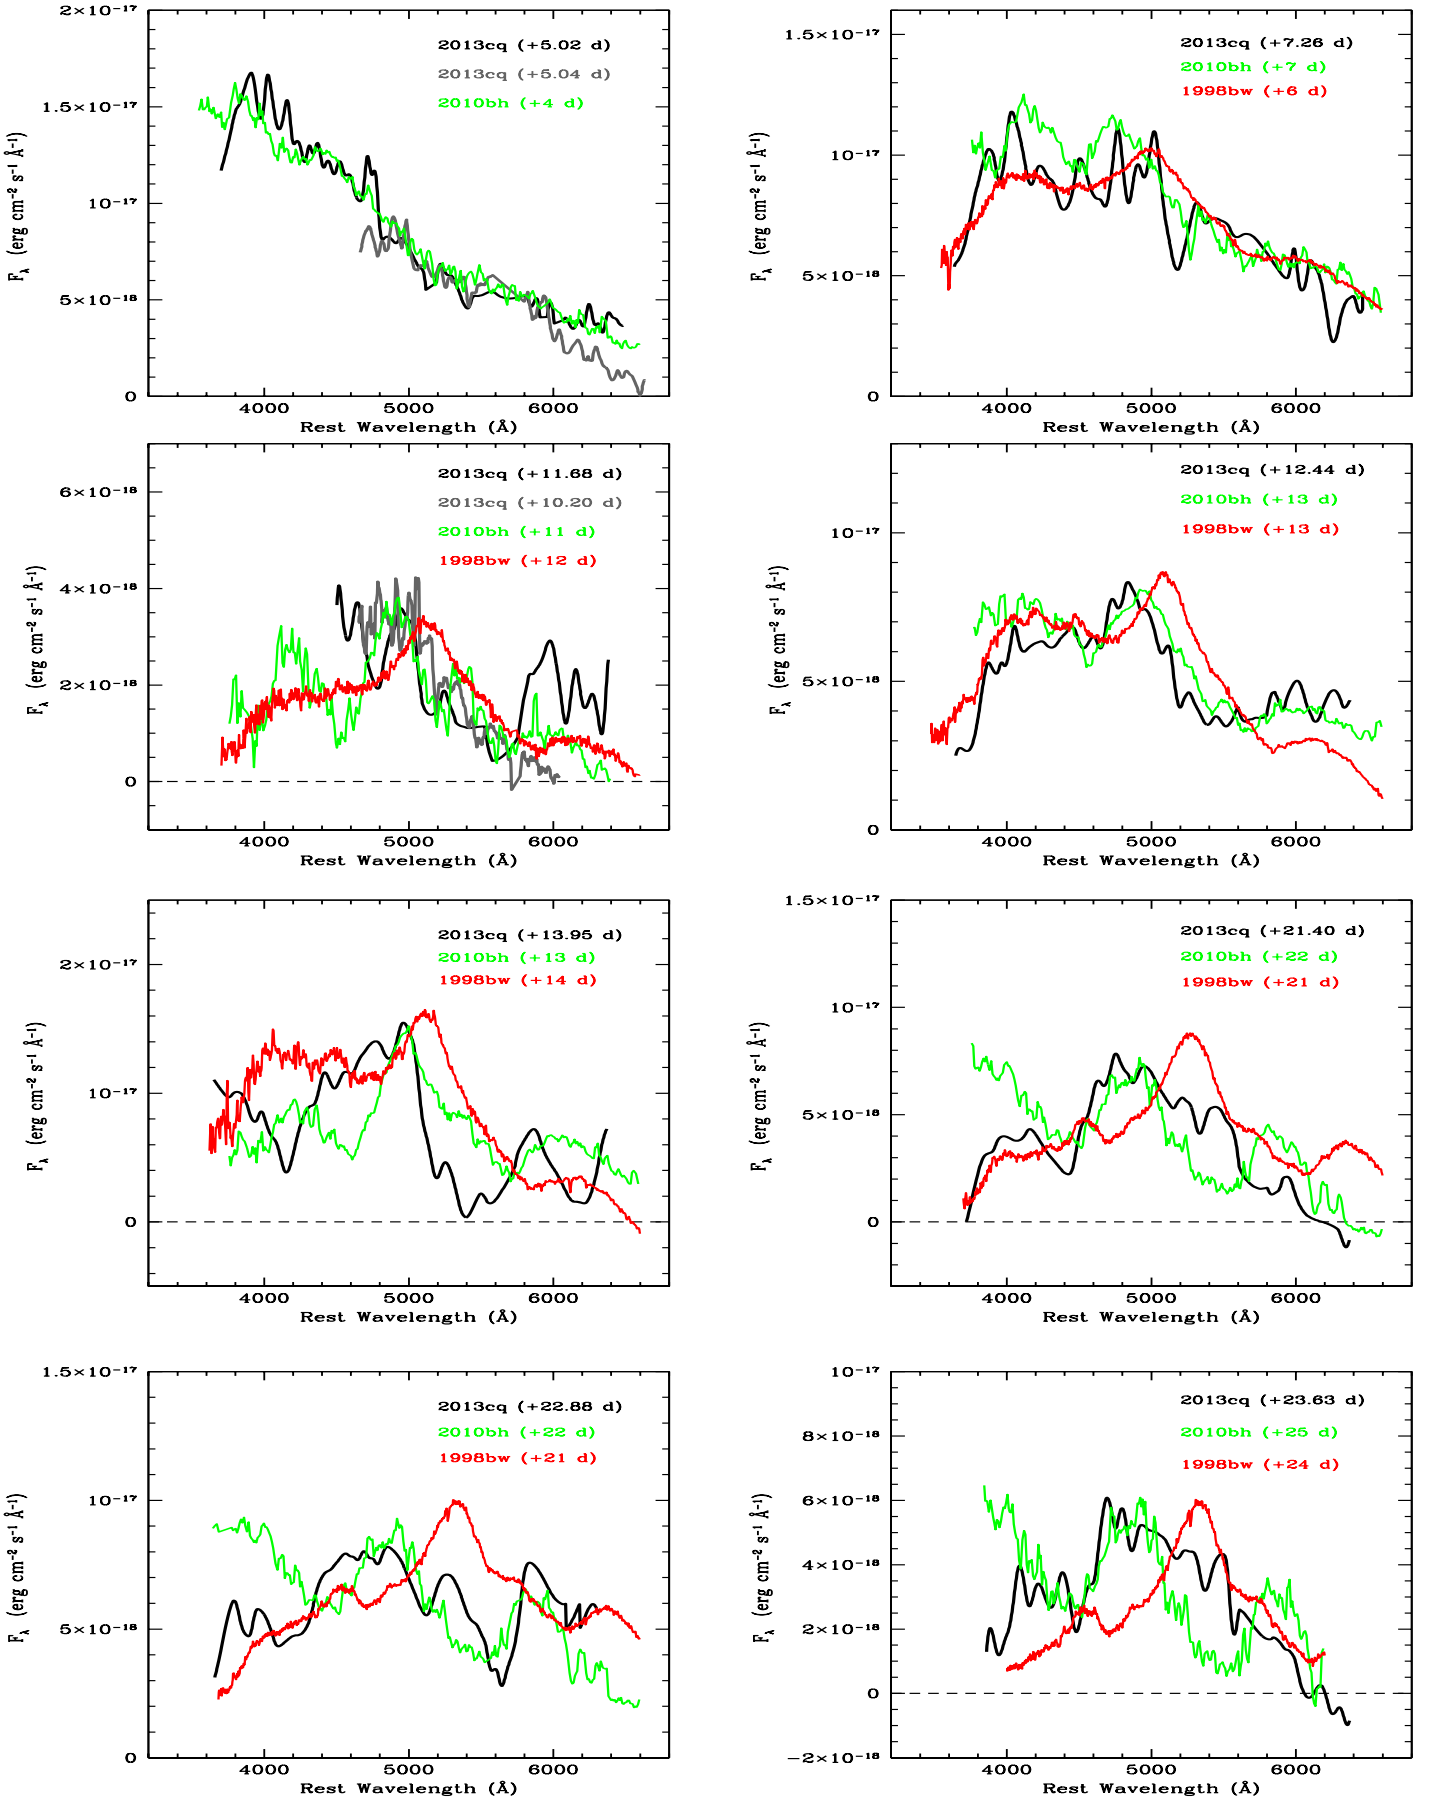 2×10⁻¹⁷
1.5×10⁻¹⁷
10⁻¹⁷
5×10⁻¹⁸
0
F_λ (erg cm⁻² s⁻¹ Å⁻¹)
2013cq (+5.02 d)
2013cq (+5.04 d)
2010bh (+4 d)
4000 5000 6000
Rest Wavelength (Å)
1.5×10⁻¹⁷
10⁻¹⁷
5×10⁻¹⁸
0
F_λ (erg cm⁻² s⁻¹ Å⁻¹)
2013cq (+7.26 d)
2010bh (+7 d)
1998bw (+6 d)
4000 5000 6000
Rest Wavelength (Å)
6×10⁻¹⁸
4×10⁻¹⁸
2×10⁻¹⁸
0
F_λ (erg cm⁻² s⁻¹ Å⁻¹)
2013cq (+11.68 d)
2013cq (+10.20 d)
2010bh (+11 d)
1998bw (+12 d)
4000 5000 6000
Rest Wavelength (Å)
10⁻¹⁷
5×10⁻¹⁸
0
F_λ (erg cm⁻² s⁻¹ Å⁻¹)
2013cq (+12.44 d)
2010bh (+13 d)
1998bw (+13 d)
4000 5000 6000
Rest Wavelength (Å)
2×10⁻¹⁷
10⁻¹⁷
0
F_λ (erg cm⁻² s⁻¹ Å⁻¹)
2013cq (+13.95 d)
2010bh (+13 d)
1998bw (+14 d)
4000 5000 6000
Rest Wavelength (Å)
1.5×10⁻¹⁷
10⁻¹⁷
5×10⁻¹⁸
0
F_λ (erg cm⁻² s⁻¹ Å⁻¹)
2013cq (+21.40 d)
2010bh (+22 d)
1998bw (+21 d)
4000 5000 6000
Rest Wavelength (Å)
1.5×10⁻¹⁷
10⁻¹⁷
5×10⁻¹⁸
0
F_λ (erg cm⁻² s⁻¹ Å⁻¹)
2013cq (+22.88 d)
2010bh (+22 d)
1998bw (+21 d)
4000 5000 6000
Rest Wavelength (Å)
10⁻¹⁷
8×10⁻¹⁸
6×10⁻¹⁸
4×10⁻¹⁸
2×10⁻¹⁸
0
−2×10⁻¹⁸
F_λ (erg cm⁻² s⁻¹ Å⁻¹)
2013cq (+23.63 d)
2010bh (+25 d)
1998bw (+24 d)
4000 5000 6000
Rest Wavelength (Å)